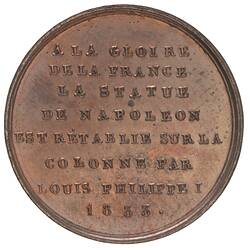 A LA GLOIRE
DE LA FRANCE
LA STATUE
DE NAPOLEON
EST RÉTABLIE SUR LA
COLONNE PAR
LOUIS PHILIPPE I
1833.